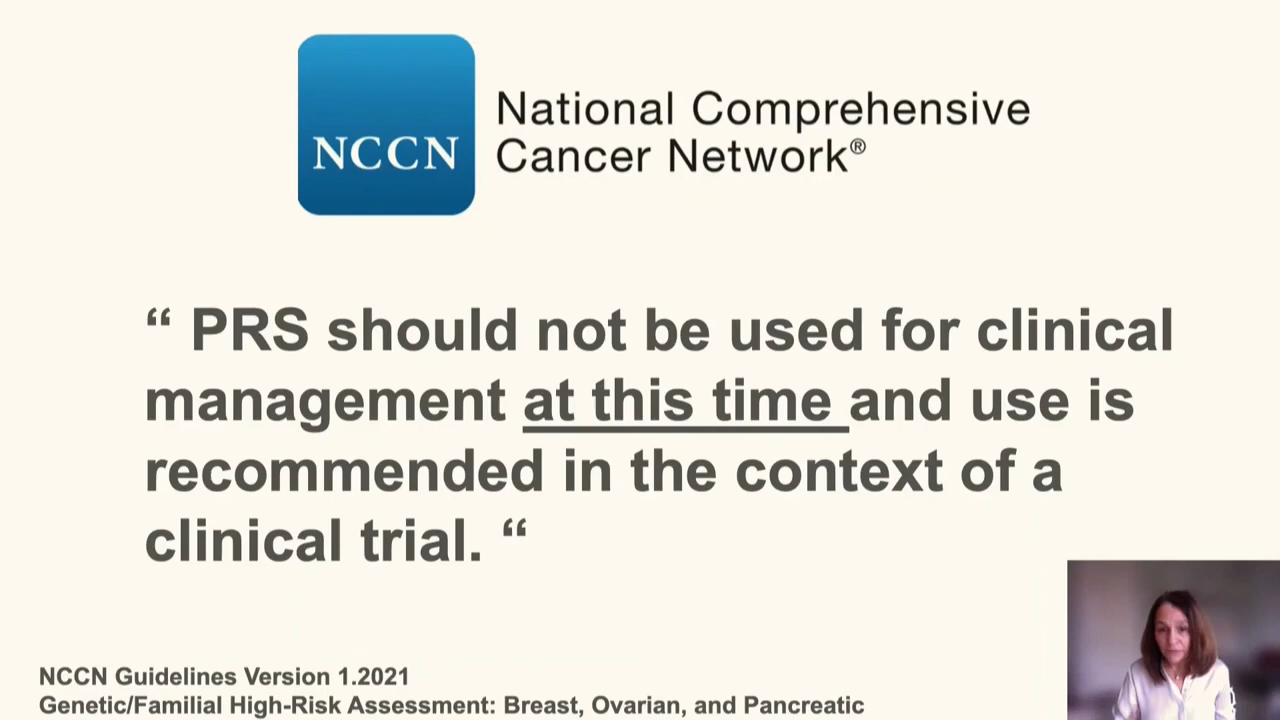 NCCN
National Comprehensive
Cancer Network®
“ PRS should not be used for clinical
management at this time and use is
recommended in the context of a
clinical trial. “
NCCN Guidelines Version 1.2021
Genetic/Familial High-Risk Assessment: Breast, Ovarian, and Pancreatic